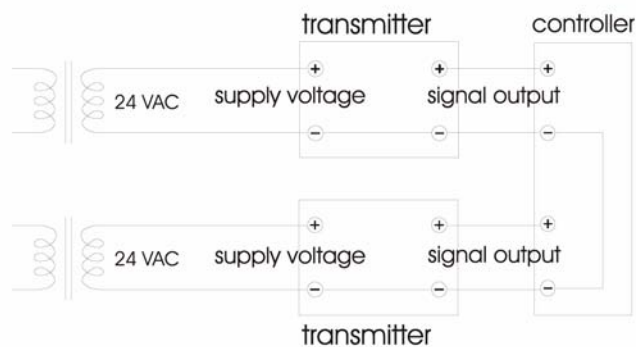 transmitter
controller
24 VAC
supply voltage
signal output
+ + +
− − −
24 VAC
supply voltage
signal output
+ + +
− − −
transmitter